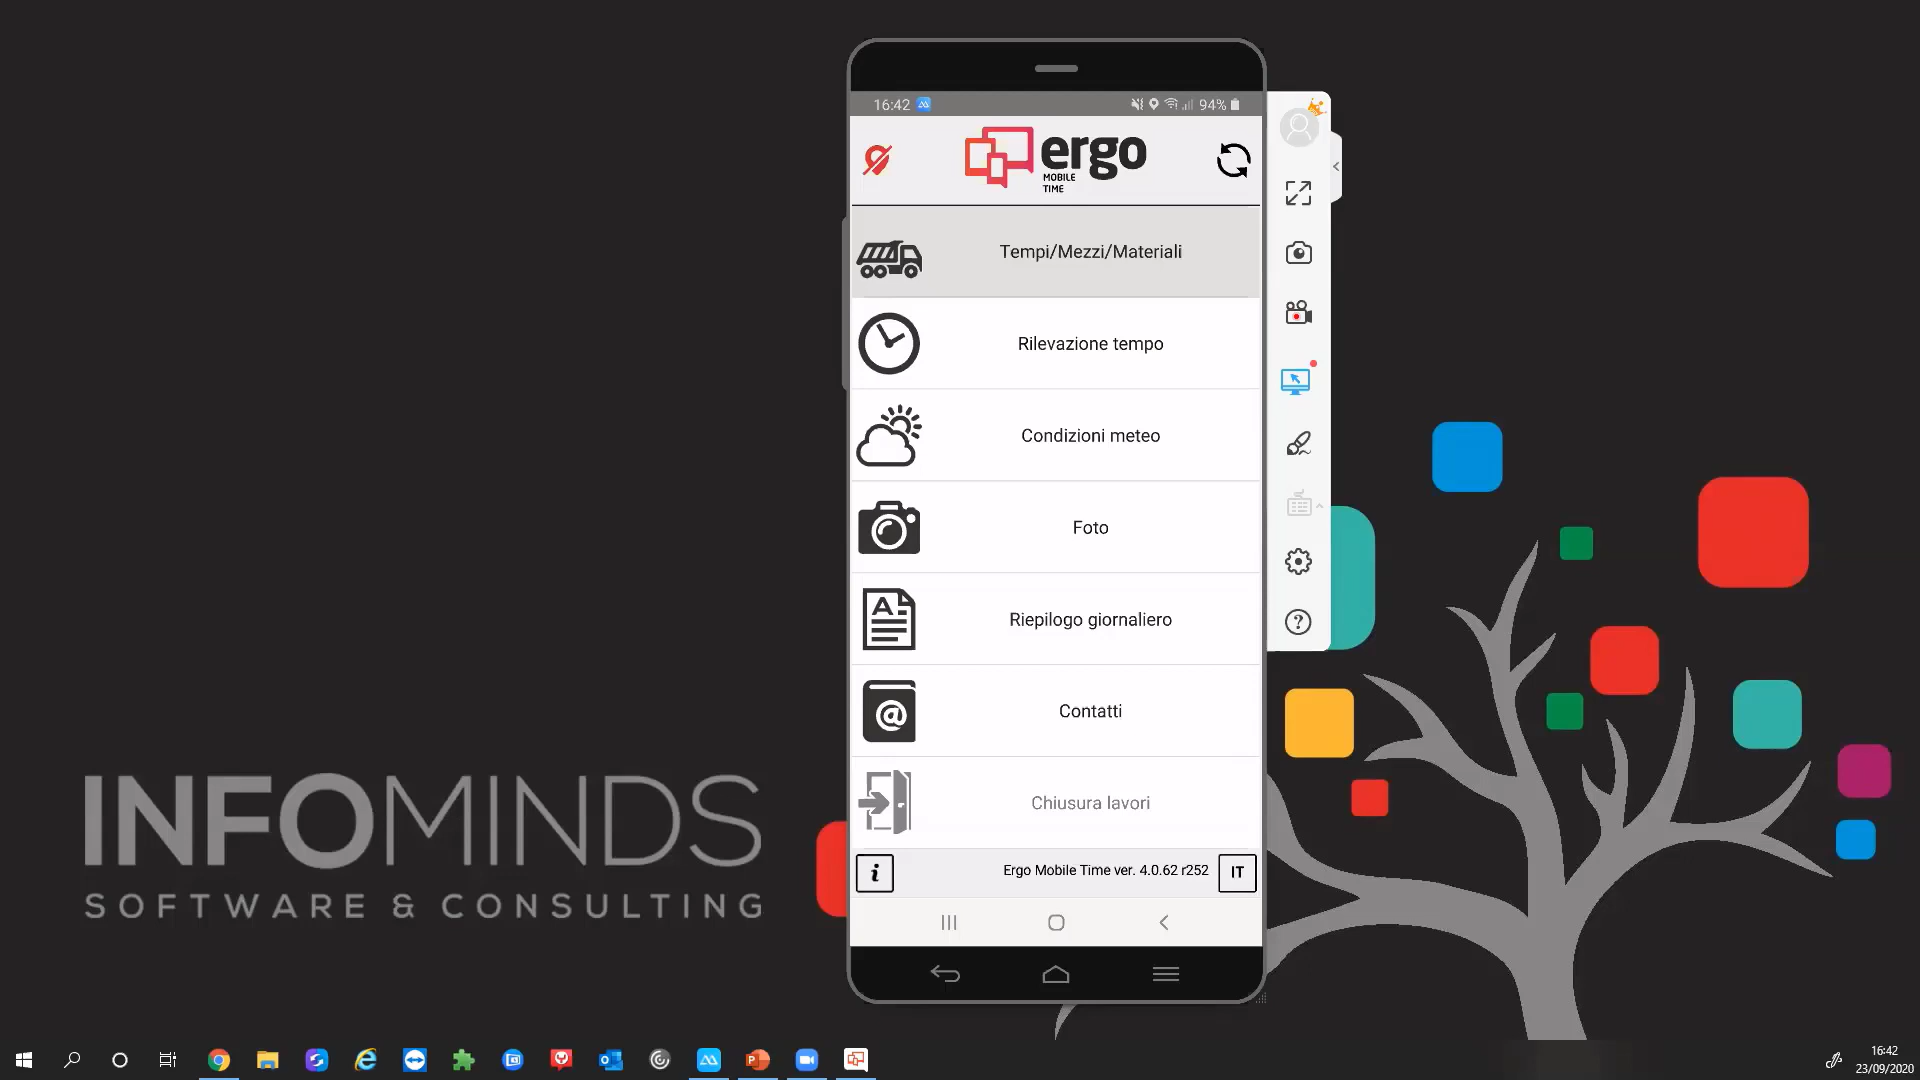 16:42
94%
ergo
MOBILE
TIME
Tempi/Mezzi/Materiali
Rilevazione tempo
Condizioni meteo
Foto
Riepilogo giornaliero
Contatti
Chiusura lavori
i
Ergo Mobile Time ver. 4.0.62 r252
IT
INFOMINDS
SOFTWARE & CONSULTING
16:42
23/09/2020